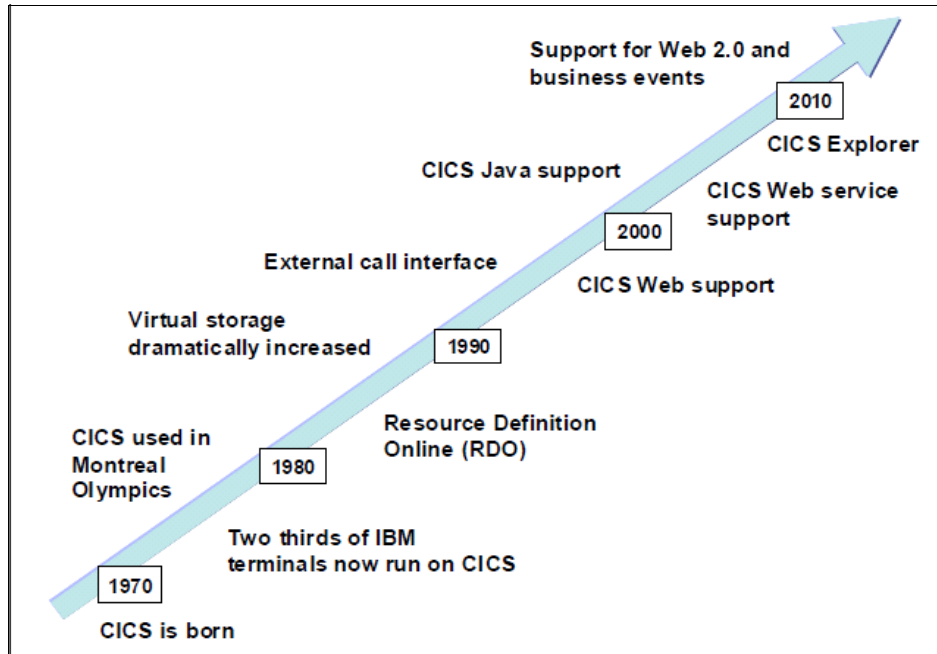 Support for Web 2.0 and
business events
2010
CICS Explorer
CICS Java support
CICS Web service
support
2000
External call interface
CICS Web support
Virtual storage
dramatically increased
1990
CICS used in
Montreal
Olympics
Resource Definition
Online (RDO)
1980
Two thirds of IBM
terminals now run on CICS
1970
CICS is born